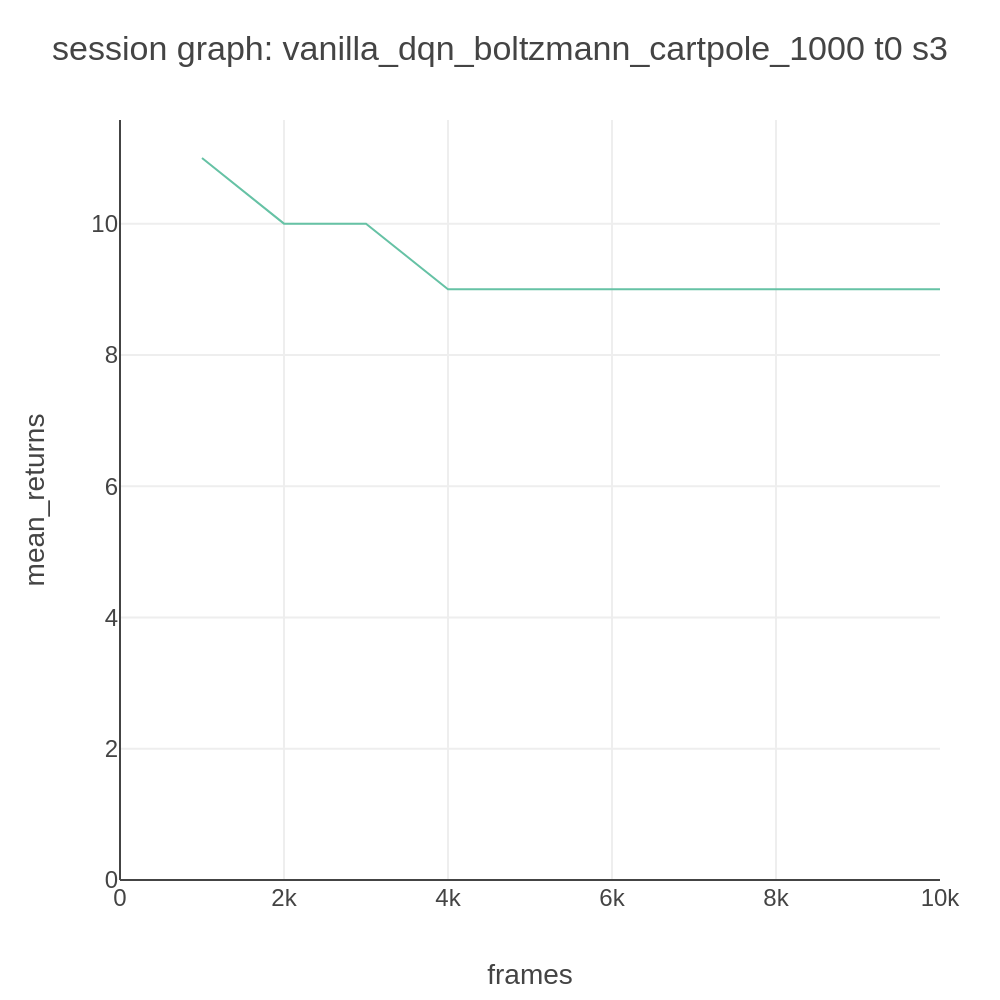 session graph: vanilla_dqn_boltzmann_cartpole_1000 t0 s3
mean_returns
10
8
6
4
2
0
0 2k 4k 6k 8k 10k
frames